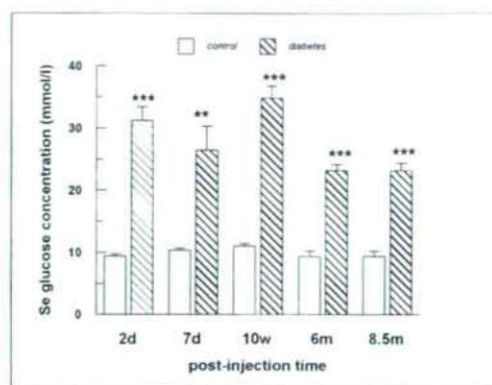 control diabetes
Se glucose concentration (mmol/l)
40
30
20
10
0
*** ** *** *** ***
2d 7d 10w 6m 8.5m
post-injection time